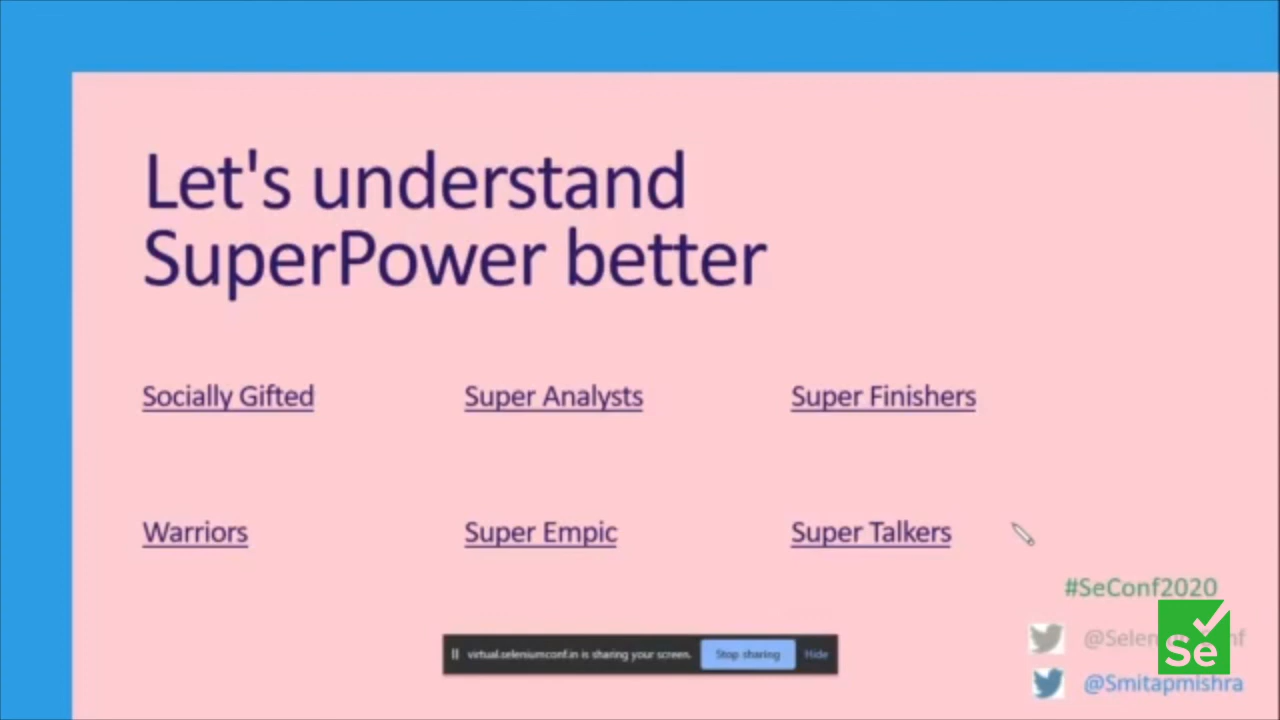 Let's understand
SuperPower better
Socially Gifted
Super Analysts
Super Finishers
Warriors
Super Empic
Super Talkers
#SeConf2020
virtual.seleniumconf.in is sharing your screen.
Stop sharing
Hide
Se
@Smitapmishra